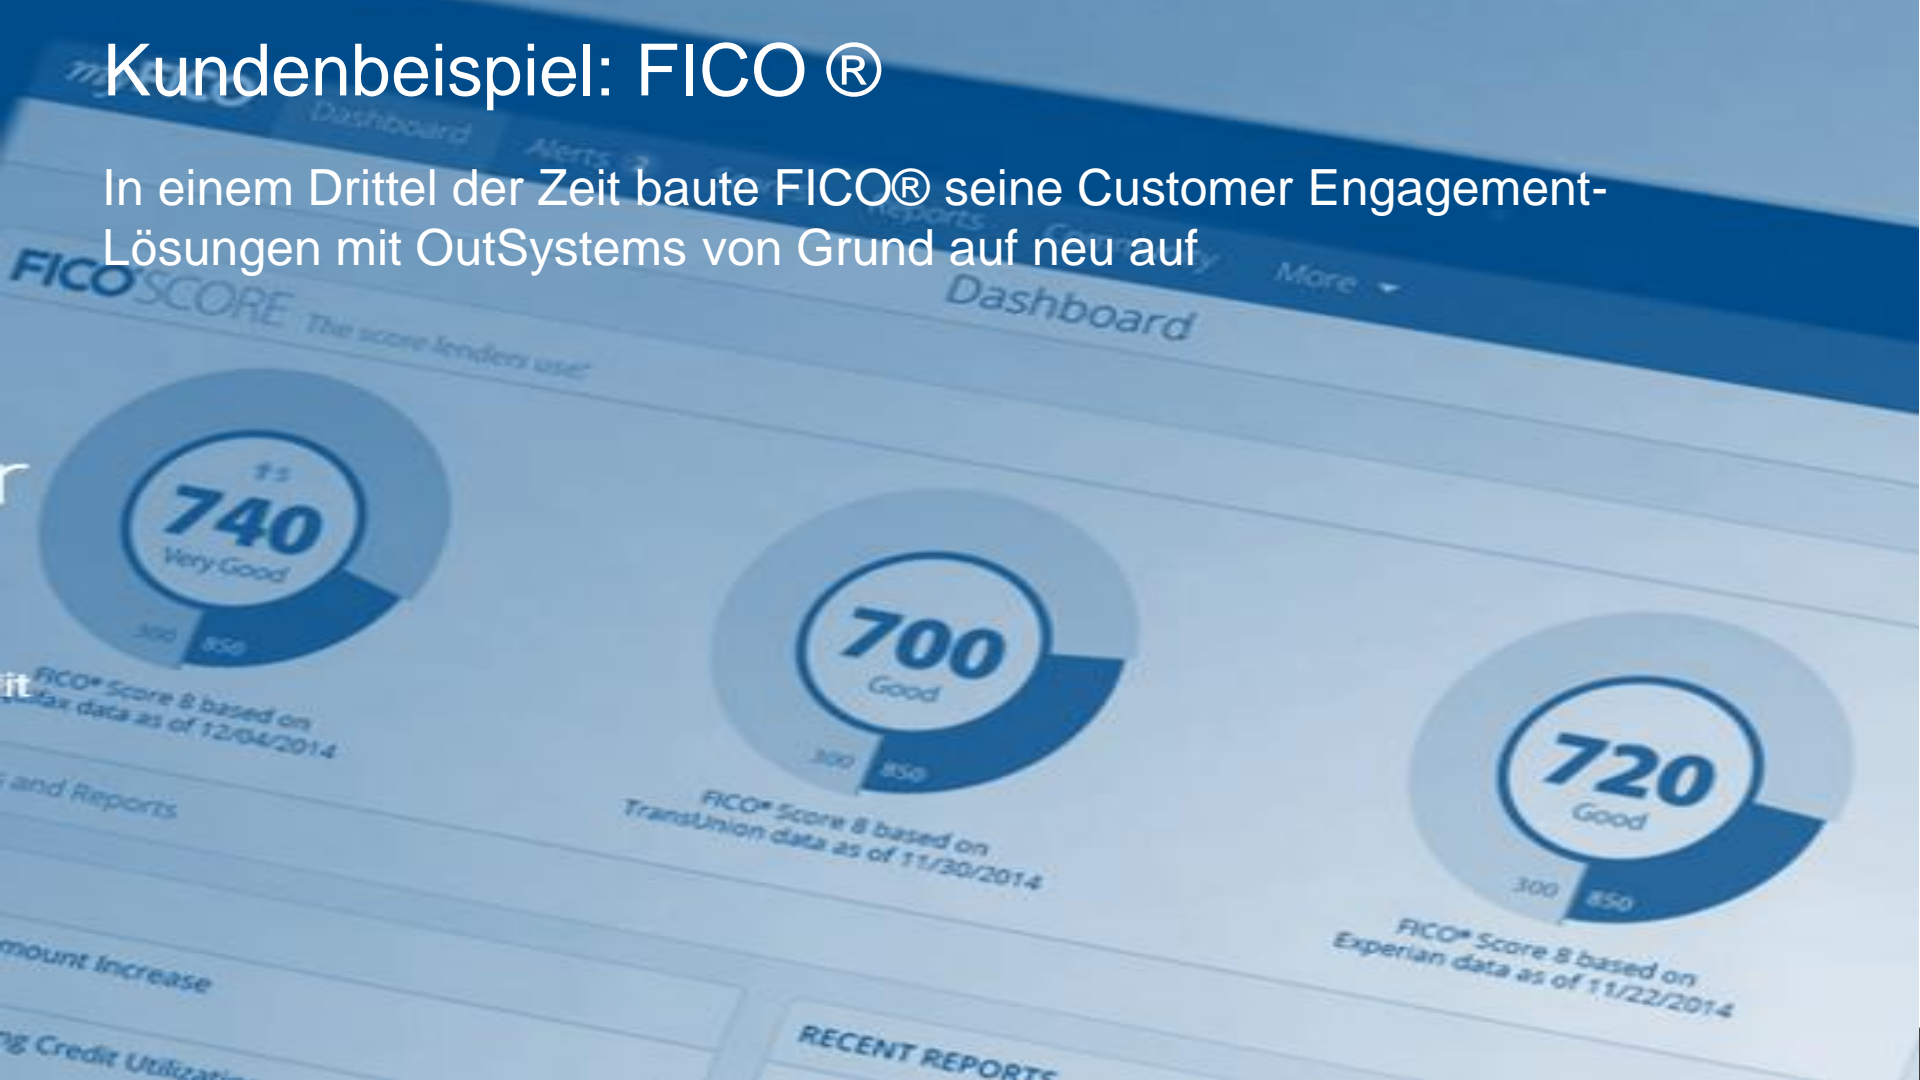 Kundenbeispiel: FICO ®
In einem Drittel der Zeit baute FICO® seine Customer Engagement-
Lösungen mit OutSystems von Grund auf neu auf
Dashboard
Alerts
Reports
More
FICO SCORE The score lenders use
Dashboard
5
740
Very Good
300 850
FICO® Score 8 based on
data as of 12/04/2014
700
Good
300 850
FICO® Score 8 based on
TransUnion data as of 11/30/2014
720
Good
300 850
FICO® Score 8 based on
Experian data as of 11/22/2014
r
it
and Reports
mount Increase
ng Credit
RECENT REPORTS